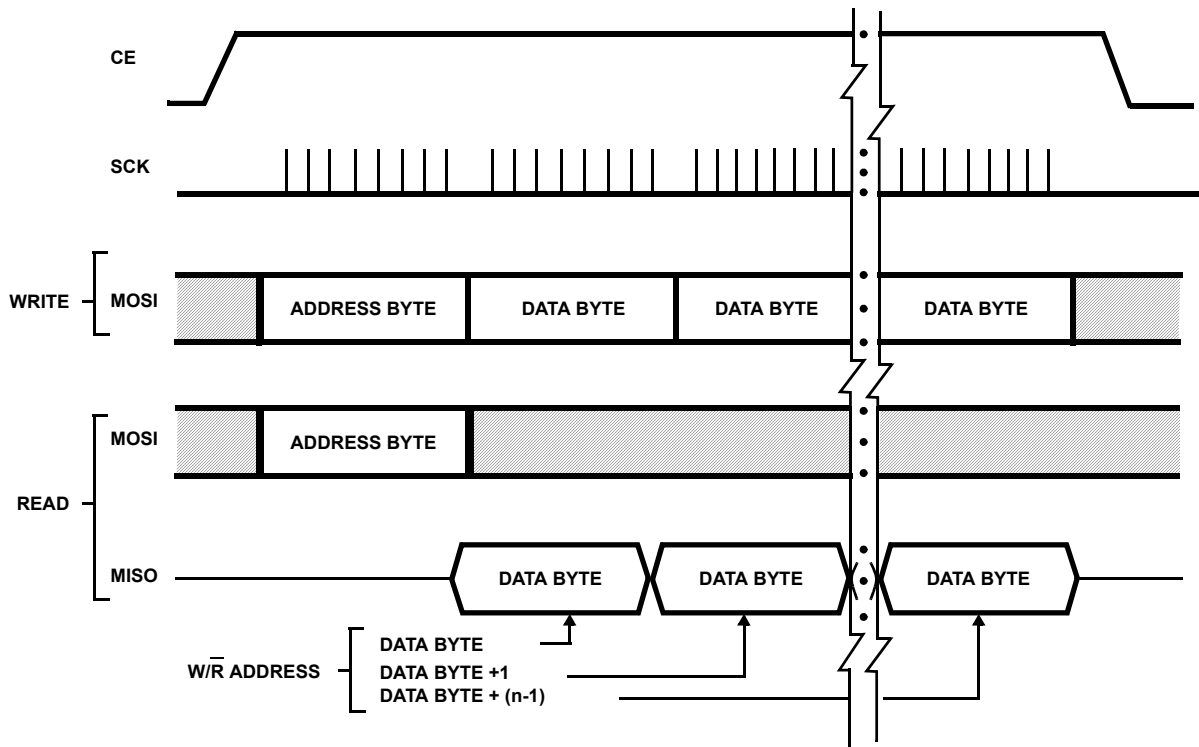 CE
SCK
WRITE MOSI ADDRESS BYTE DATA BYTE DATA BYTE DATA BYTE
MOSI ADDRESS BYTE
READ
MISO DATA BYTE DATA BYTE DATA BYTE
DATA BYTE
W/R̅ ADDRESS DATA BYTE +1
DATA BYTE + (n-1)